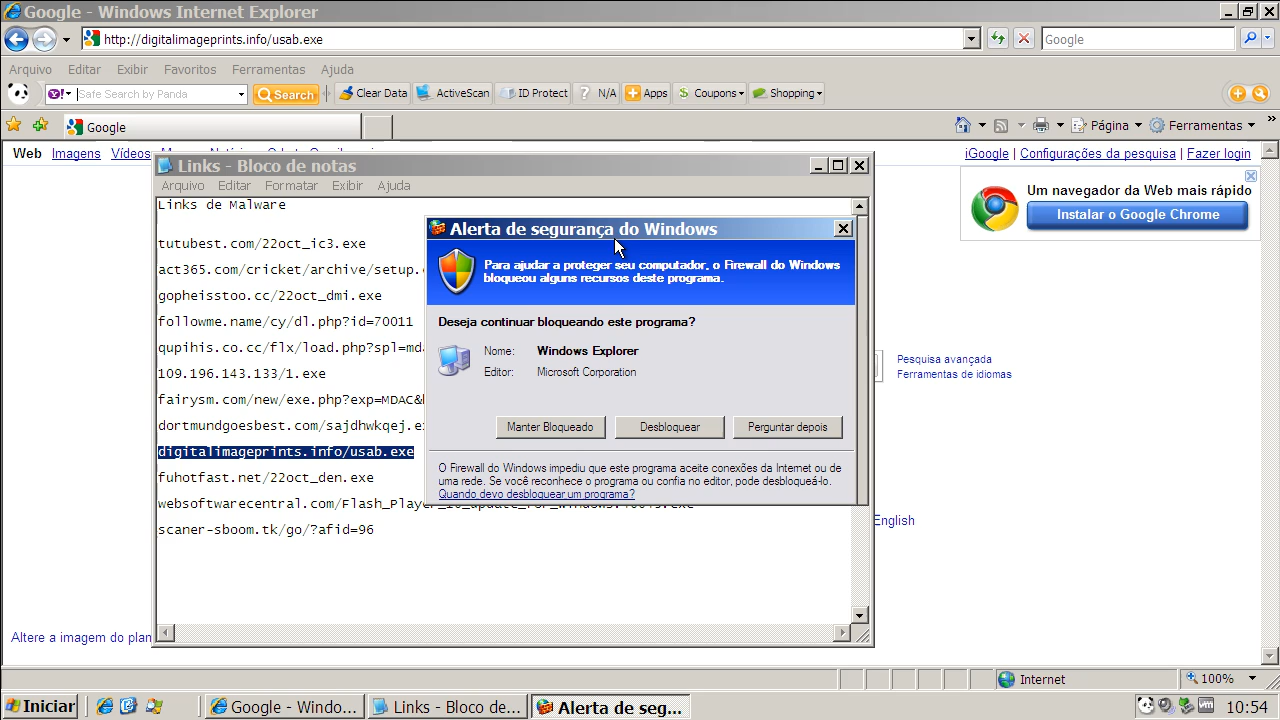 Google - Windows Internet Explorer
http://digitalimageprints.info/usab.exe
Google
Arquivo Editar Exibir Favoritos Ferramentas Ajuda
Y! Safe Search by Panda Search Clear Data ActiveScan ID Protect ? N/A Apps $ Coupons Shopping
Google Página Ferramentas »
Web Imagens Vídeos
iGoogle | Configurações da pesquisa | Fazer login
Um navegador da Web mais rápido
Instalar o Google Chrome
Links - Bloco de notas
Arquivo Editar Formatar Exibir Ajuda
Links de Malware
tutubest.com/22oct_ic3.exe
act365.com/cricket/archive/setup.
gopheisstoo.cc/22oct_dmi.exe
followme.name/cy/dl.php?id=70011
qupihis.co.cc/flx/load.php?spl=md
109.196.143.133/1.exe
fairysm.com/new/exe.php?exp=MDAC&
dortmundgoesbest.com/sajdhwkqej.e
digitalimageprints.info/usab.exe
fuhotfast.net/22oct_den.exe
websoftwarecentral.com/Flash_Player
scaner-sboom.tk/go/?afid=96
Alerta de segurança do Windows
Para ajudar a proteger seu computador, o Firewall do Windows
bloqueou alguns recursos deste programa.
Deseja continuar bloqueando este programa?
Nome: Windows Explorer
Editor: Microsoft Corporation
Manter Bloqueado Desbloquear Perguntar depois
O Firewall do Windows impediu que este programa aceite conexões da Internet ou de
uma rede. Se você reconhece o programa ou confia no editor, pode desbloqueá-lo.
Quando devo desbloquear um programa?
Pesquisa avançada
Ferramentas de idiomas
English
Altere a imagem do plan
Internet 100%
Iniciar Google - Windo... Links - Bloco de... Alerta de seg... 10:54